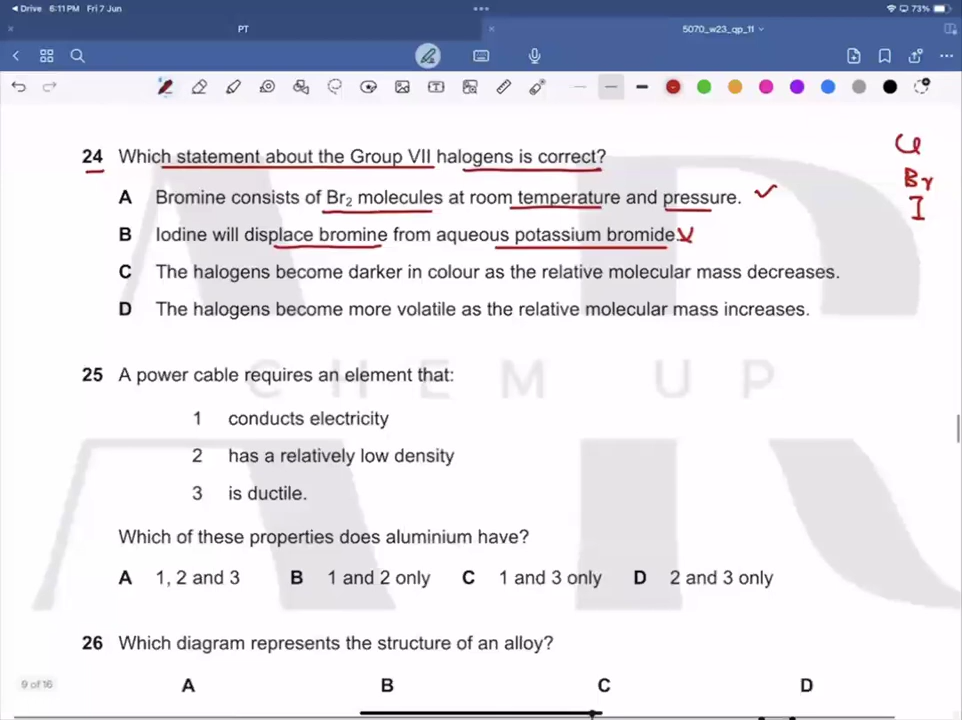 Drive 6:11PM Fri 7 Jun ••• 73%
PT 5070_w23_qp_11
24 Which statement about the Group VII halogens is correct?
A Bromine consists of Br₂ molecules at room temperature and pressure.
B Iodine will displace bromine from aqueous potassium bromide.
C The halogens become darker in colour as the relative molecular mass decreases.
D The halogens become more volatile as the relative molecular mass increases.
Cl
Br
I
25 A power cable requires an element that:
1 conducts electricity
2 has a relatively low density
3 is ductile.
Which of these properties does aluminium have?
A 1, 2 and 3 B 1 and 2 only C 1 and 3 only D 2 and 3 only
26 Which diagram represents the structure of an alloy?
A B C D
9 of 16
AR
CHEM UP